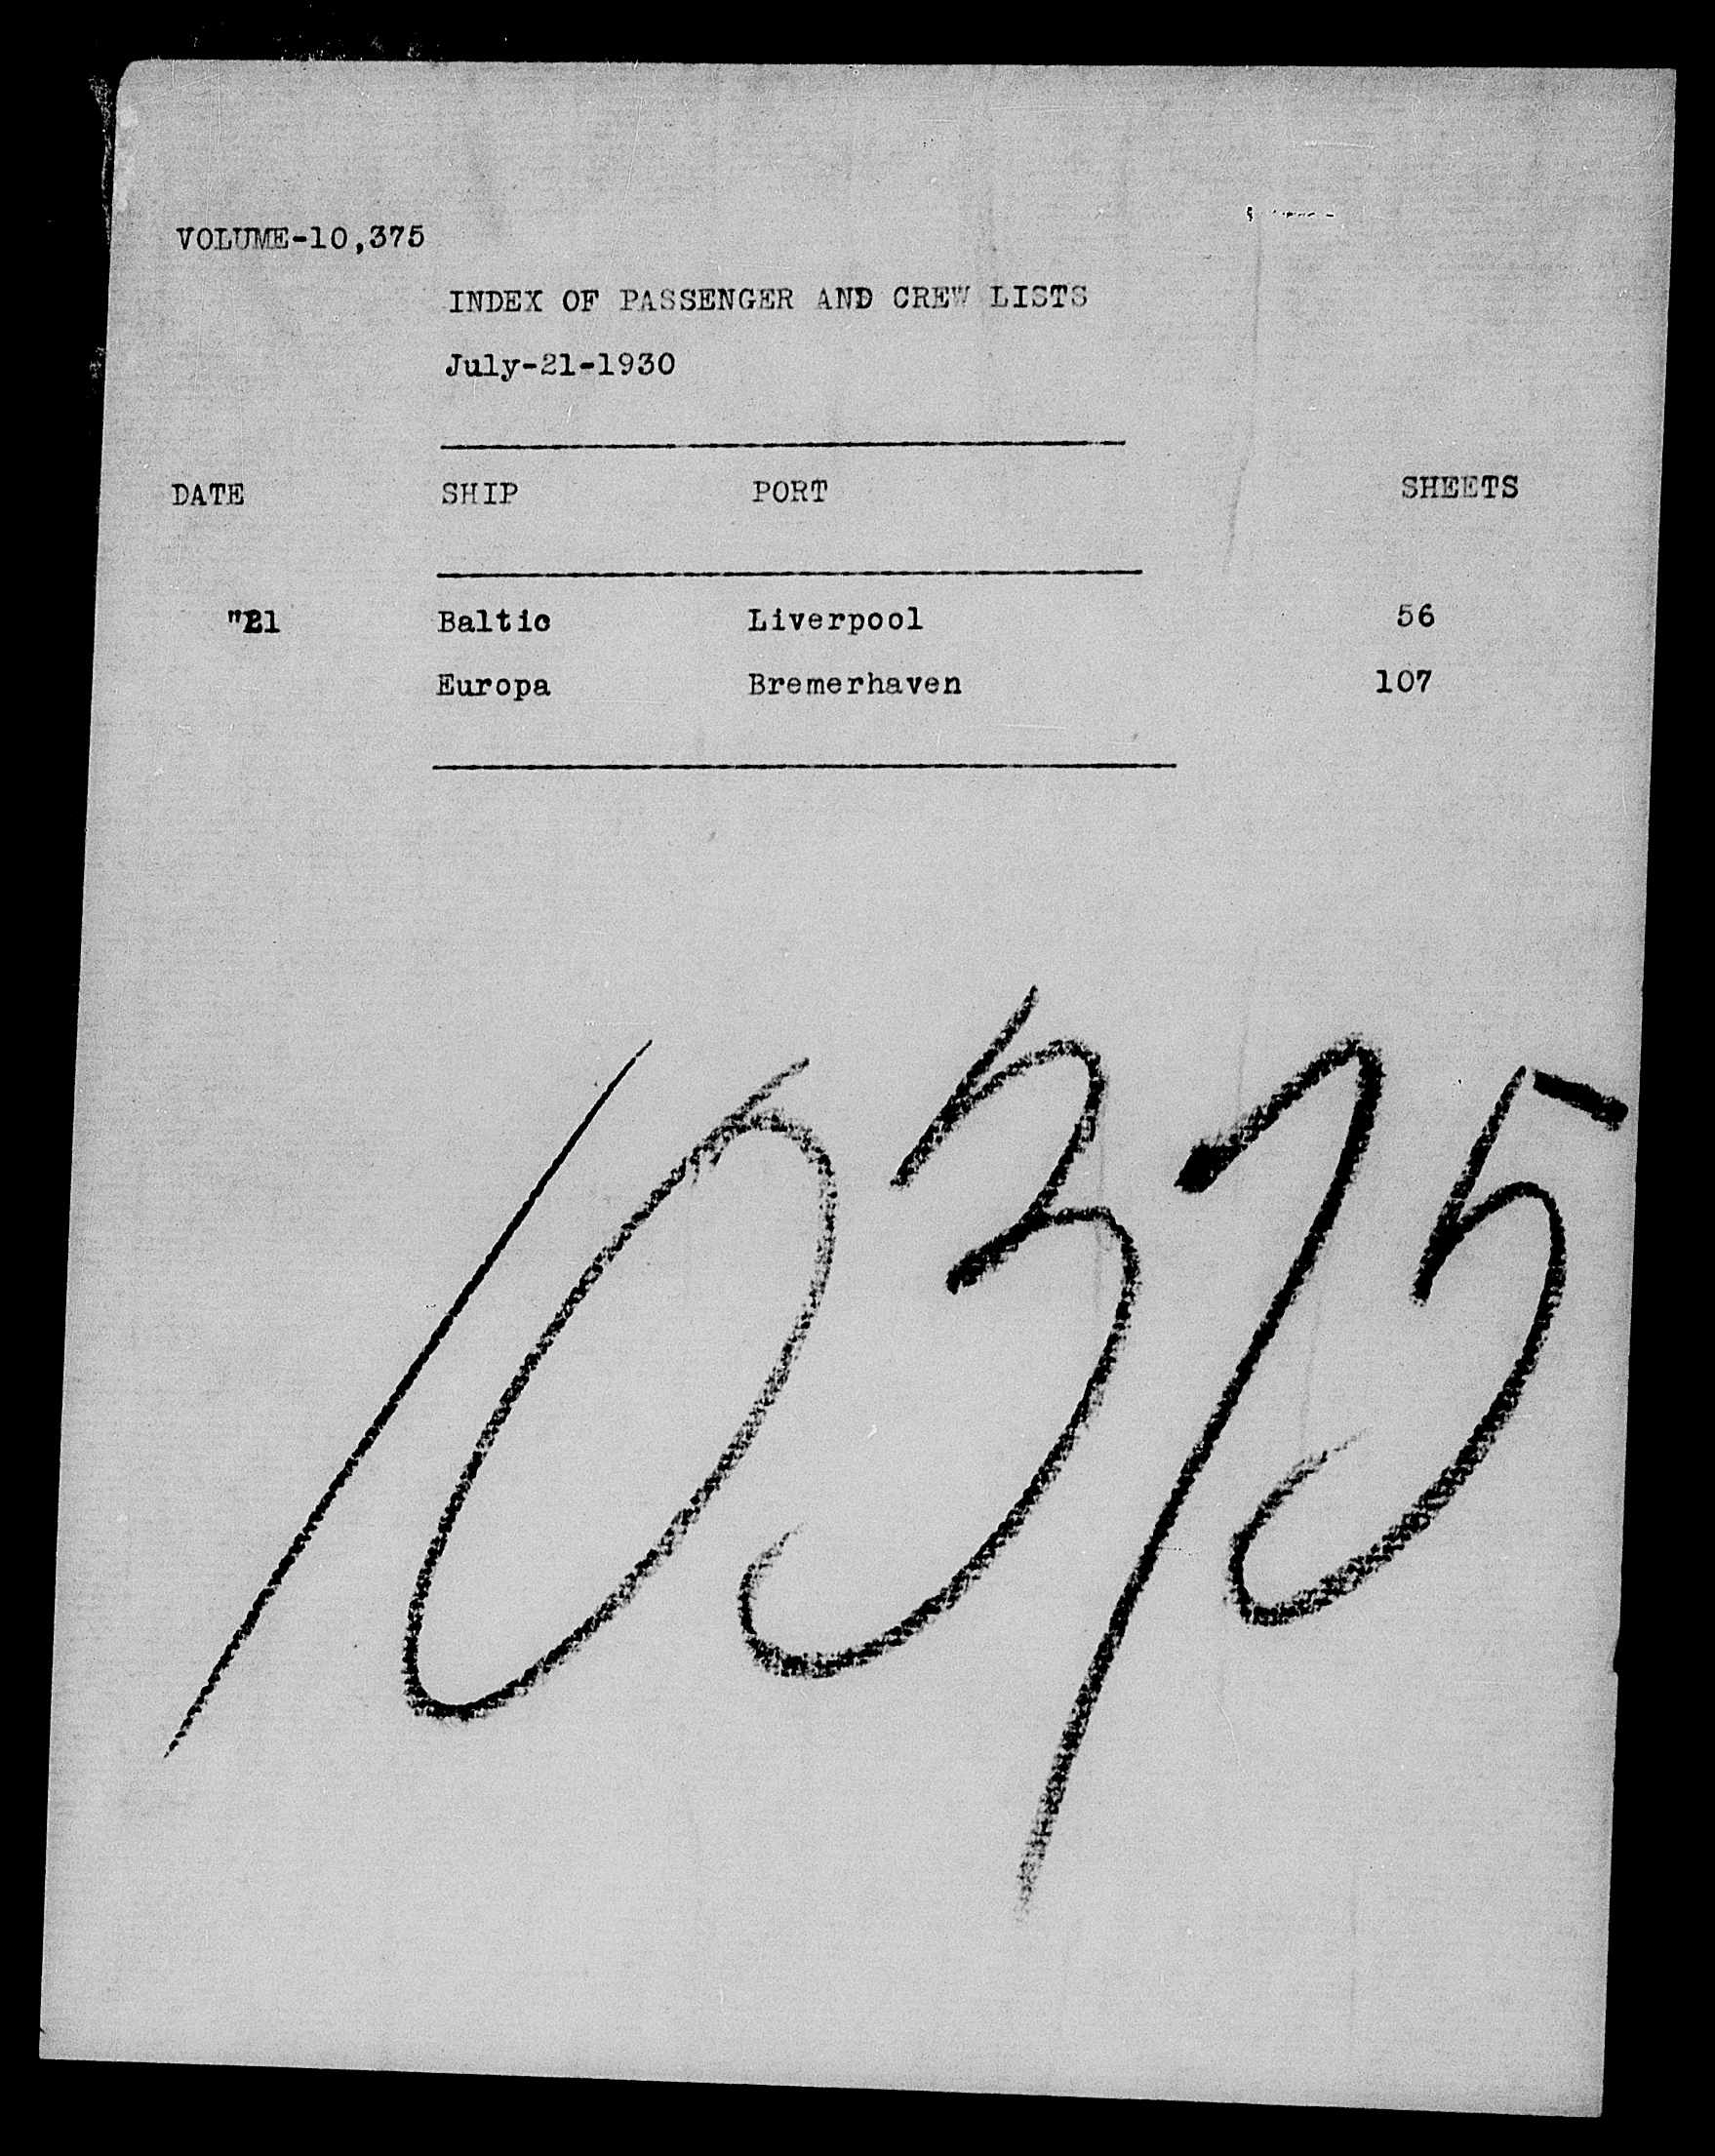 VOLUME-10,375
INDEX OF PASSENGER AND CREW LISTS
July-21-1930
DATE SHIP PORT SHEETS
"21 Baltic Liverpool 56
Europa Bremerhaven 107
10375